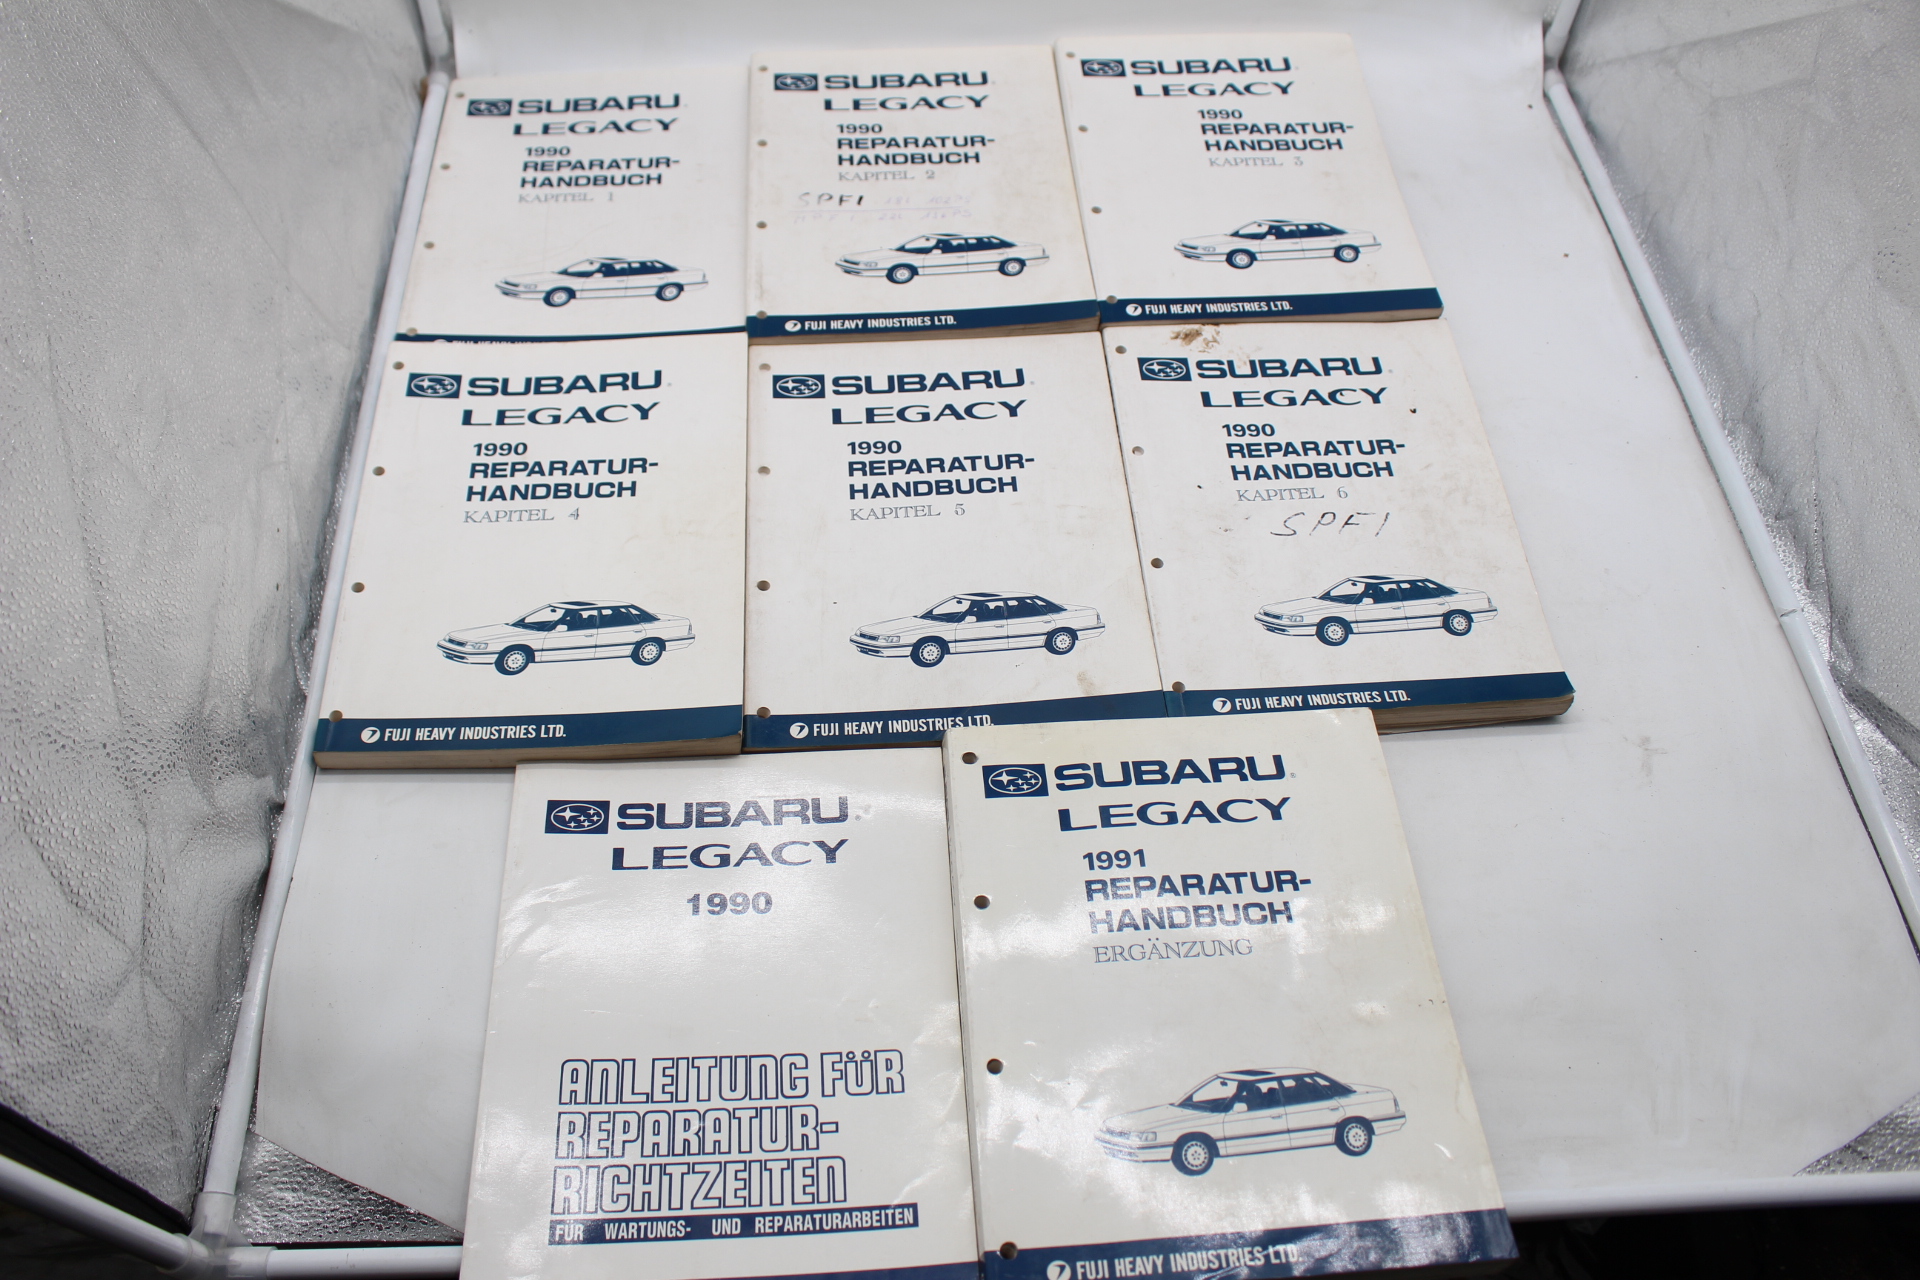 SUBARU
LEGACY
1990
REPARATUR-
HANDBUCH
KAPITEL 1
SUBARU
LEGACY
1990
REPARATUR-
HANDBUCH
KAPITEL 2
SPFI
FUJI HEAVY INDUSTRIES LTD.
SUBARU
LEGACY
1990
REPARATUR-
HANDBUCH
KAPITEL 3
FUJI HEAVY INDUSTRIES LTD.
SUBARU
LEGACY
1990
REPARATUR-
HANDBUCH
KAPITEL 4
FUJI HEAVY INDUSTRIES LTD.
SUBARU
LEGACY
1990
REPARATUR-
HANDBUCH
KAPITEL 5
FUJI HEAVY INDUSTRIES LTD.
SUBARU
LEGACY
1990
REPARATUR-
HANDBUCH
KAPITEL 6
SPFI
FUJI HEAVY INDUSTRIES LTD.
SUBARU
LEGACY
1990
ANLEITUNG FÜR
REPARATUR-
RICHTZEITEN
FÜR WARTUNGS- UND REPARATURARBEITEN
SUBARU
LEGACY
1991
REPARATUR-
HANDBUCH
ERGÄNZUNG
FUJI HEAVY INDUSTRIES LTD.